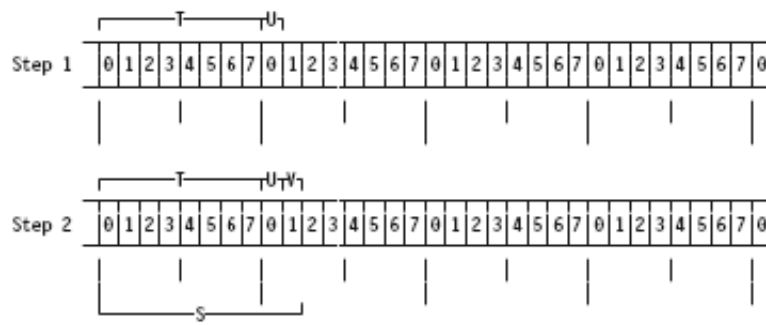 T U
Step 1 0 1 2 3 4 5 6 7 0 1 2 3 4 5 6 7 0 1 2 3 4 5 6 7 0 1 2 3 4 5 6 7 0
T U V
Step 2 0 1 2 3 4 5 6 7 0 1 2 3 4 5 6 7 0 1 2 3 4 5 6 7 0 1 2 3 4 5 6 7 0
S